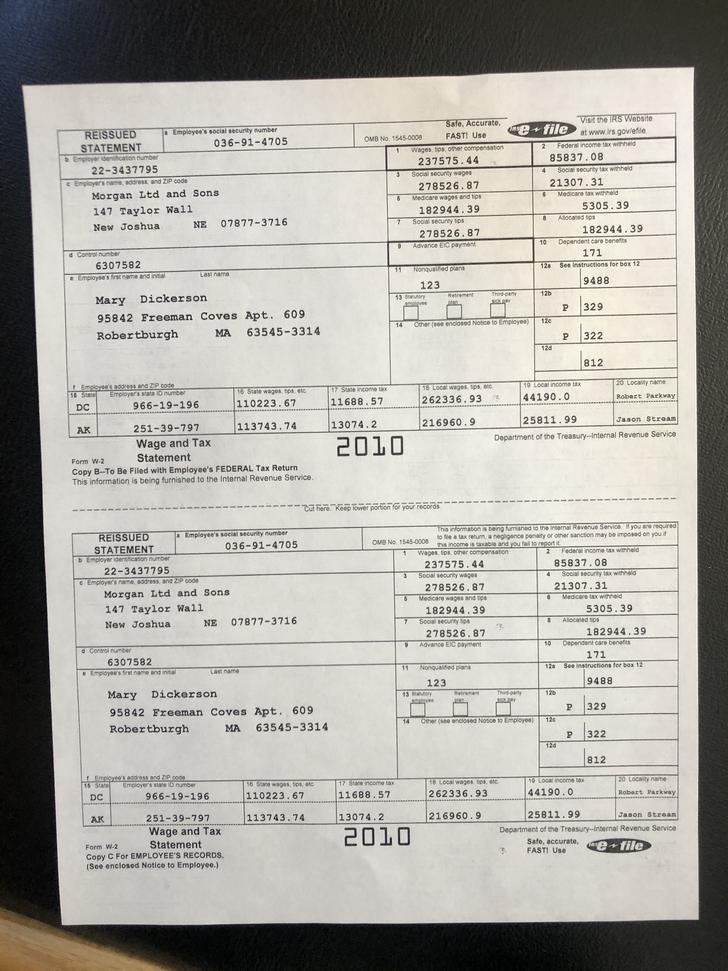 REISSUED STATEMENT
a Employee's social security number
036-91-4705
OMB No. 1545-0008
Safe, Accurate, FAST! Use
IRS e-file
Visit the IRS Website at www.irs.gov/efile.
b Employer identification number
22-3437795
1 Wages, tips, other compensation
237575.44
2 Federal income tax withheld
85837.08
c Employer's name, address, and ZIP code
Morgan Ltd and Sons
147 Taylor Wall
New Joshua NE 07877-3716
3 Social security wages
278526.87
4 Social security tax withheld
21307.31
5 Medicare wages and tips
182944.39
6 Medicare tax withheld
5305.39
7 Social security tips
278526.87
8 Allocated tips
182944.39
d Control number
6307582
9 Advance EIC payment
10 Dependent care benefits
171
e Employee's first name and initial Last name
Mary Dickerson
95842 Freeman Coves Apt. 609
Robertburgh MA 63545-3314
11 Nonqualified plans
123
12a See instructions for box 12
9488
13 Statutory employee Retirement plan Third-party sick pay
12b
P 329
14 Other (see enclosed Notice to Employee)
12c
P 322
12d
812
f Employee's address and ZIP code
15 State Employer's state ID number 16 State wages, tips, etc. 17 State income tax 18 Local wages, tips, etc. 19 Local income tax 20 Locality name
DC 966-19-196 110223.67 11688.57 262336.93 44190.0 Robert Parkway
AK 251-39-797 113743.74 13074.2 216960.9 25811.99 Jason Stream
Form W-2 Wage and Tax Statement
2010
Department of the Treasury--Internal Revenue Service
Copy B--To Be Filed with Employee's FEDERAL Tax Return
This information is being furnished to the Internal Revenue Service.
Cut here. Keep lower portion for your records.
REISSUED STATEMENT
a Employee's social security number
036-91-4705
OMB No. 1545-0008
This information is being furnished to the Internal Revenue Service. If you are required
to file a tax return, a negligence penalty or other sanction may be imposed on you if
this income is taxable and you fail to report it.
b Employer identification number
22-3437795
1 Wages, tips, other compensation
237575.44
2 Federal income tax withheld
85837.08
c Employer's name, address, and ZIP code
Morgan Ltd and Sons
147 Taylor Wall
New Joshua NE 07877-3716
3 Social security wages
278526.87
4 Social security tax withheld
21307.31
5 Medicare wages and tips
182944.39
6 Medicare tax withheld
5305.39
7 Social security tips
278526.87
8 Allocated tips
182944.39
d Control number
6307582
9 Advance EIC payment
10 Dependent care benefits
171
e Employee's first name and initial Last name
Mary Dickerson
95842 Freeman Coves Apt. 609
Robertburgh MA 63545-3314
11 Nonqualified plans
123
12a See instructions for box 12
9488
13 Statutory employee Retirement plan Third-party sick pay
12b
P 329
14 Other (see enclosed Notice to Employee)
12c
P 322
12d
812
f Employee's address and ZIP code
15 State Employer's state ID number 16 State wages, tips, etc. 17 State income tax 18 Local wages, tips, etc. 19 Local income tax 20 Locality name
DC 966-19-196 110223.67 11688.57 262336.93 44190.0 Robert Parkway
AK 251-39-797 113743.74 13074.2 216960.9 25811.99 Jason Stream
Form W-2 Wage and Tax Statement
2010
Department of the Treasury--Internal Revenue Service
Copy C For EMPLOYEE'S RECORDS.
(See enclosed Notice to Employee.)
Safe, accurate, FAST! Use
IRS e-file